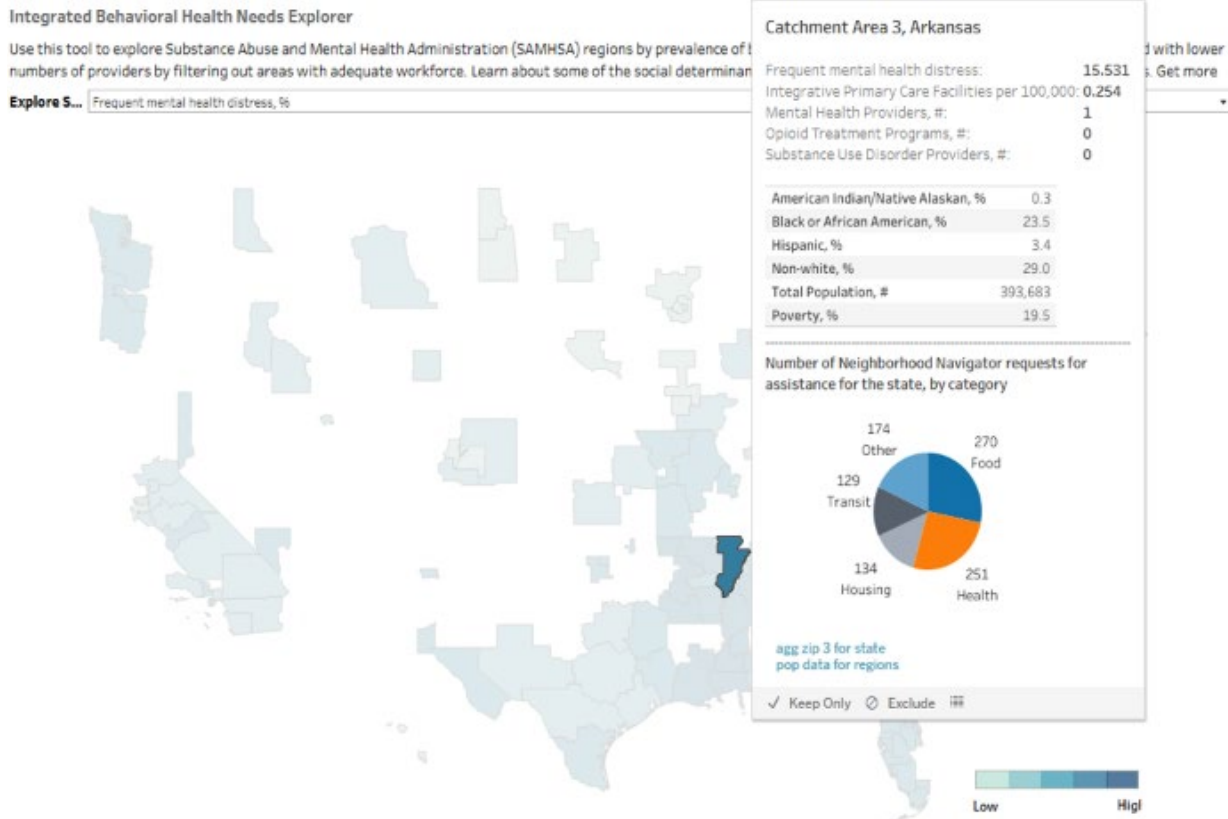 Integrated Behavioral Health Needs Explorer
Use this tool to explore Substance Abuse and Mental Health Administration (SAMHSA) regions by prevalence of
d with lower
numbers of providers by filtering out areas with adequate workforce. Learn about some of the social determinan
s. Get more
Explore S... Frequent mental health distress, %
Catchment Area 3, Arkansas
Frequent mental health distress: 15.531
Integrative Primary Care Facilities per 100,000: 0.254
Mental Health Providers, #: 1
Opioid Treatment Programs, #: 0
Substance Use Disorder Providers, #: 0
American Indian/Native Alaskan, % 0.3
Black or African American, % 23.5
Hispanic, % 3.4
Non-white, % 29.0
Total Population, # 393,683
Poverty, % 19.5
Number of Neighborhood Navigator requests for
assistance for the state, by category
174
Other
270
Food
129
Transit
134
Housing
251
Health
agg zip 3 for state
pop data for regions
Keep Only Exclude
Low Higl